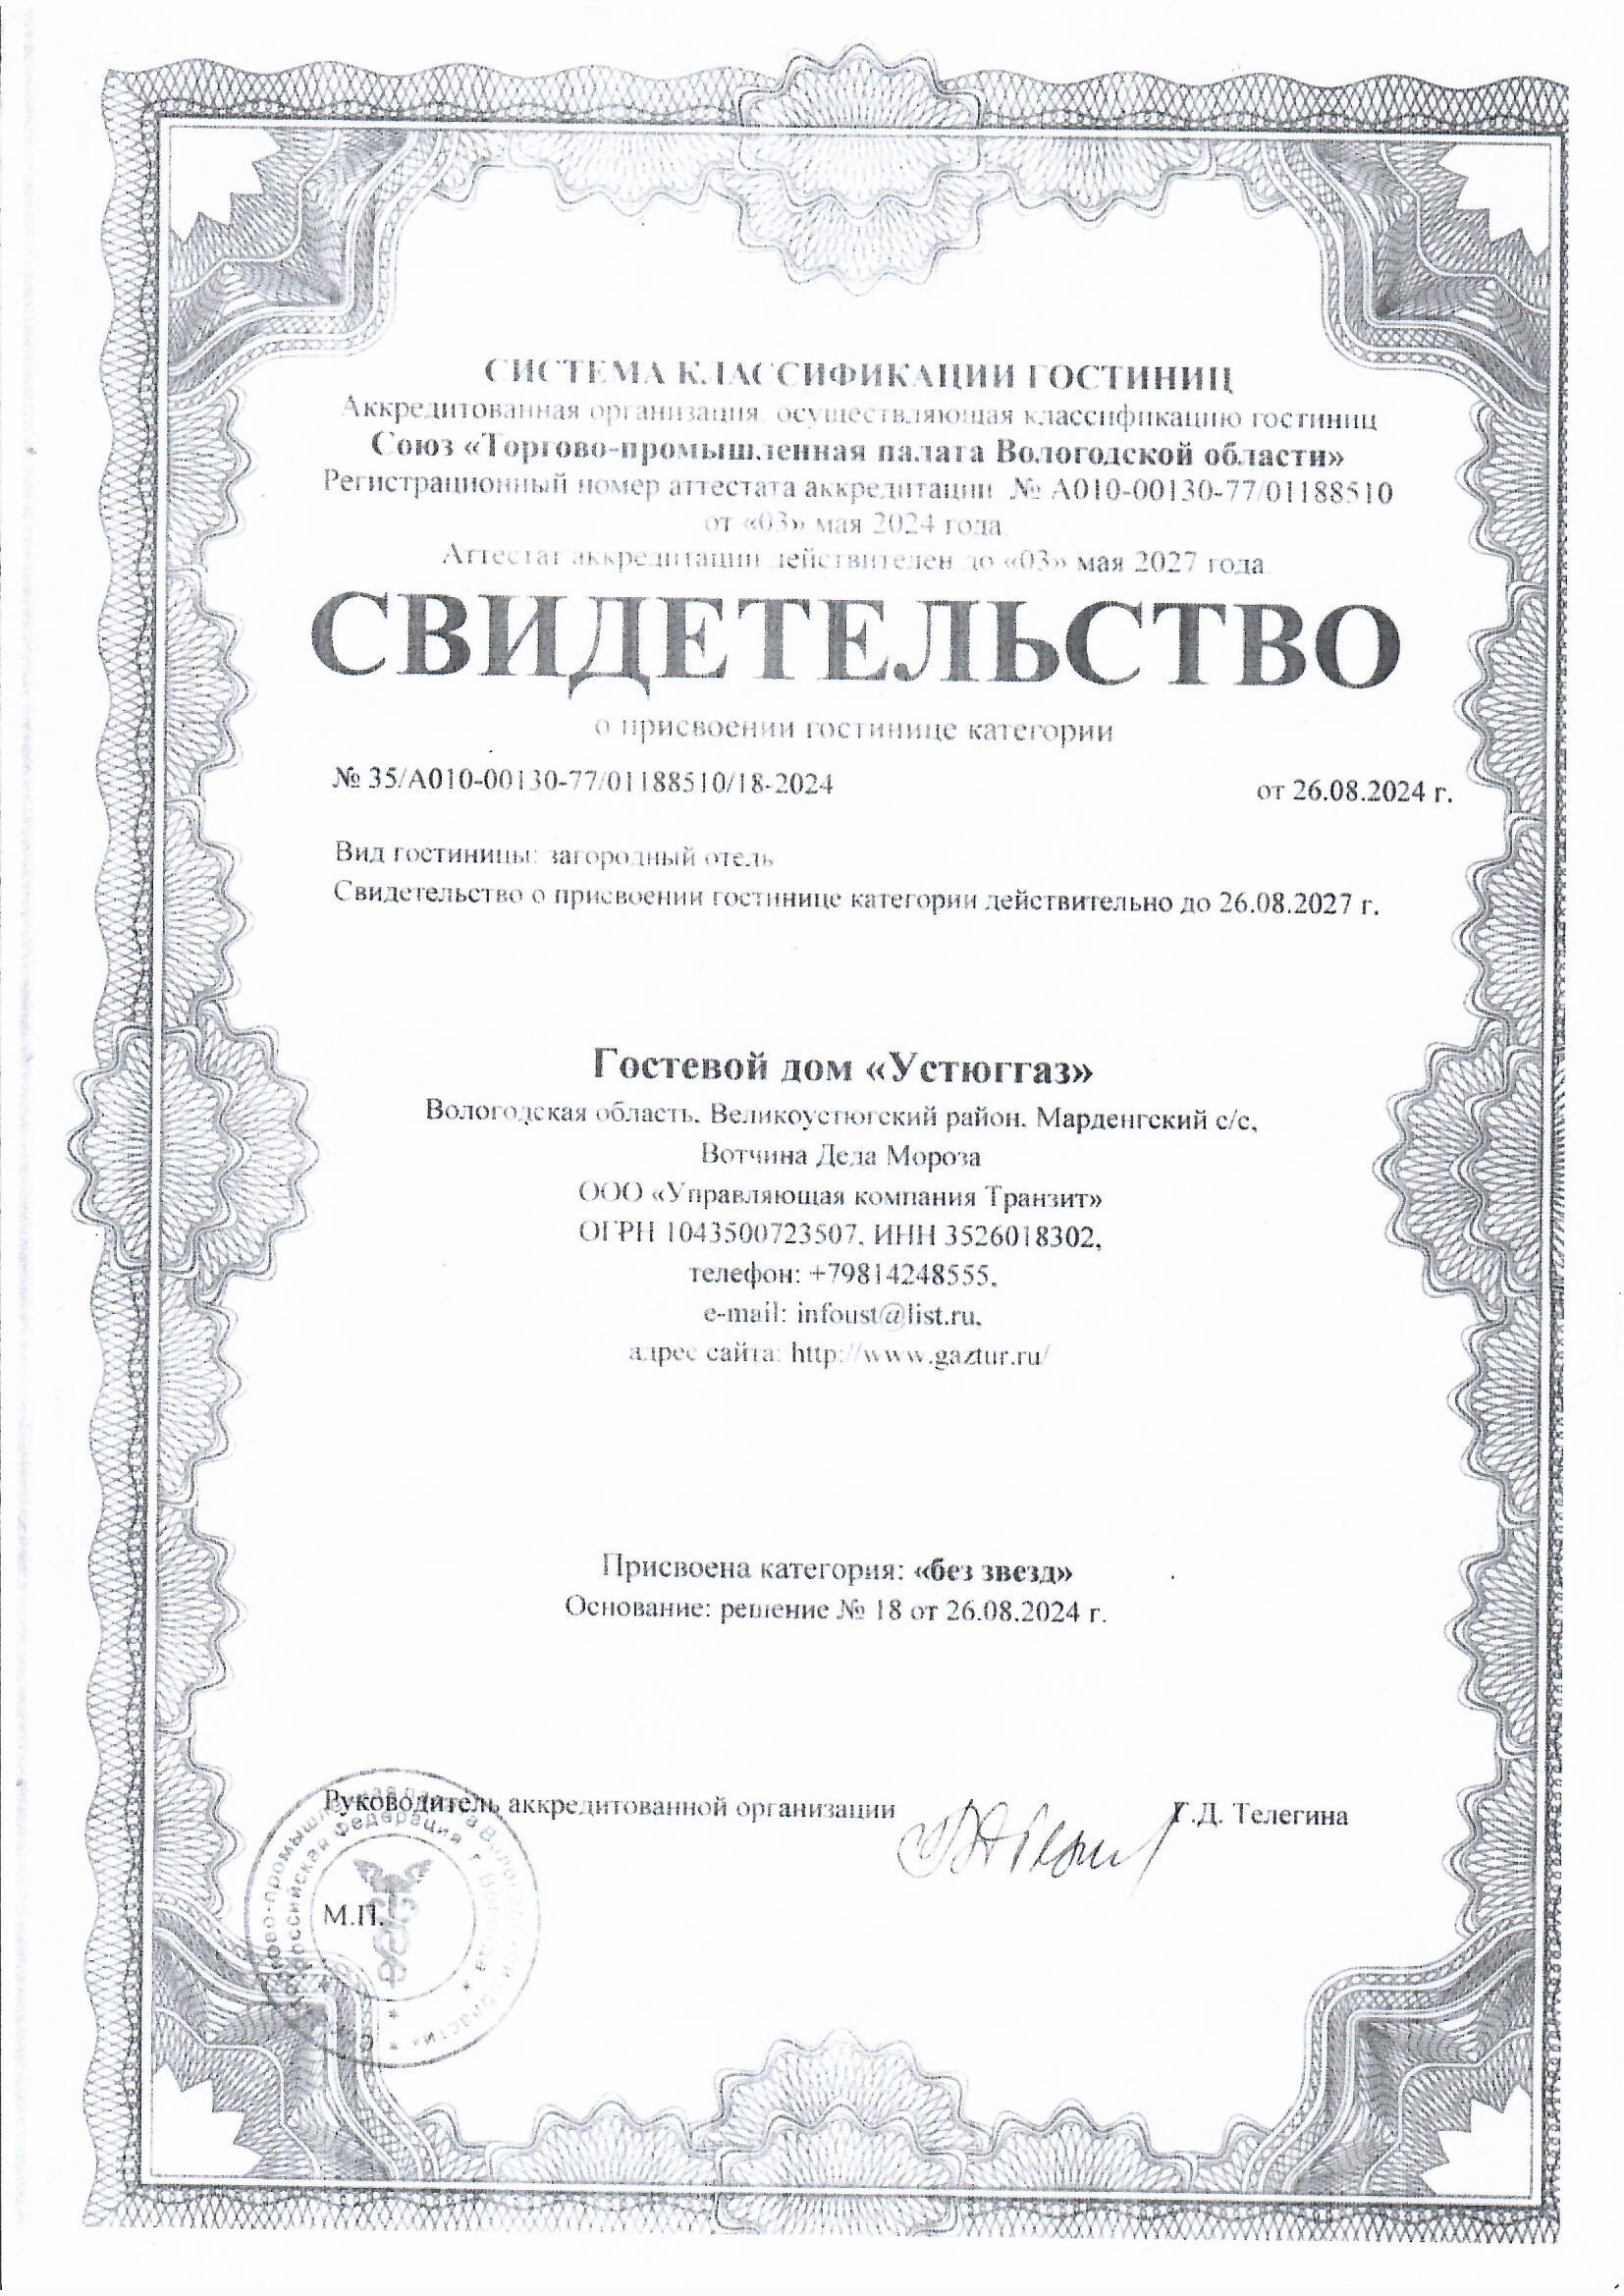 СИСТЕМА КЛАССИФИКАЦИИ ГОСТИНИЦ
Аккредитованная организация, осуществляющая классификацию гостиниц
Союз «Торгово-промышленная палата Вологодской области»
Регистрационный номер аттестата аккредитации № А010-00130-77/01188510
от «03» мая 2024 года.
Аттестат аккредитации действителен до «03» мая 2027 года.
СВИДЕТЕЛЬСТВО
о присвоении гостинице категории
№ 35/А010-00130-77/01188510/18-2024 от 26.08.2024 г.
Вид гостиницы: загородный отель
Свидетельство о присвоении гостинице категории действительно до 26.08.2027 г.
Гостевой дом «Устюггаз»
Вологодская область, Великоустюгский район, Марденгский с/с,
Вотчина Деда Мороза
ООО «Управляющая компания Транзит»
ОГРН 1043500723507, ИНН 3526018302,
телефон: +79814248555,
e-mail: infoust@list.ru,
адрес сайта: http://www.gaztur.ru/
Присвоена категория: «без звезд»
Основание: решение № 18 от 26.08.2024 г.
Руководитель аккредитованной организации Г.Д. Телегина
М.П.
Российская Федерация г. Вологда